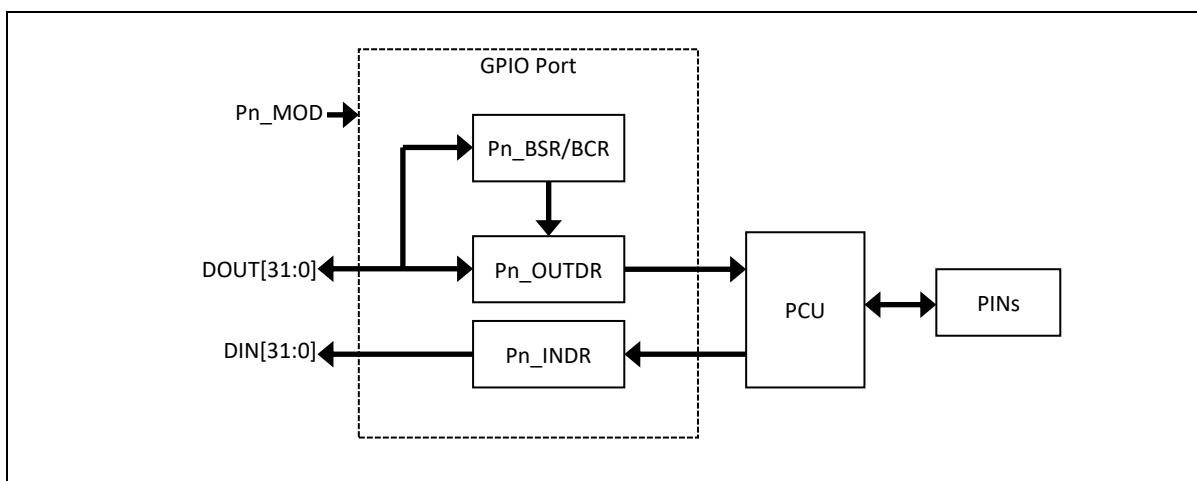 GPIO Port
Pn_MOD
Pn_BSR/BCR
DOUT[31:0]
Pn_OUTDR
PCU
PINs
DIN[31:0]
Pn_INDR